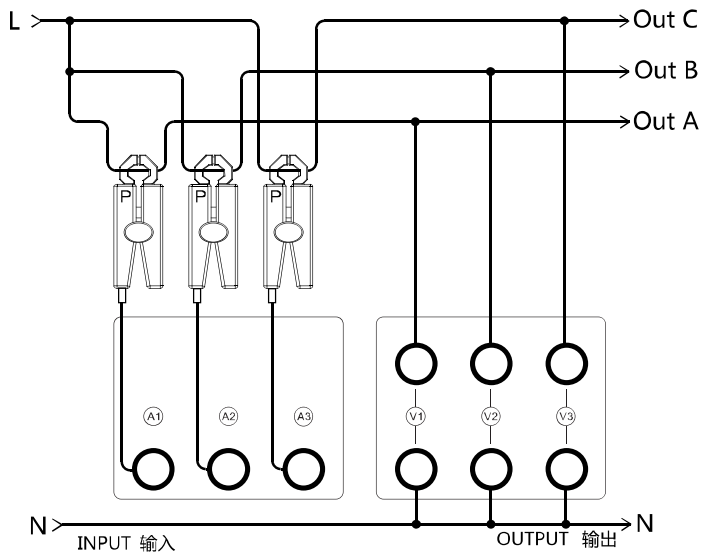 L
Out C
Out B
Out A
P P P
A1 A2 A3 V1 V2 V3
N N
INPUT 输入 OUTPUT 输出